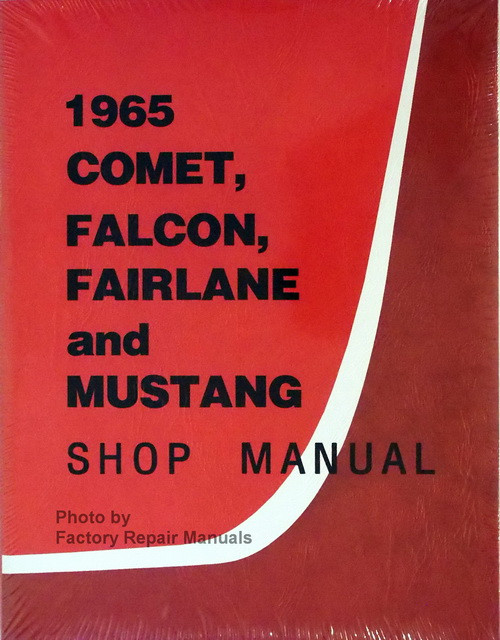 1965
COMET,
FALCON,
FAIRLANE
and
MUSTANG
SHOP MANUAL
Photo by
Factory Repair Manuals